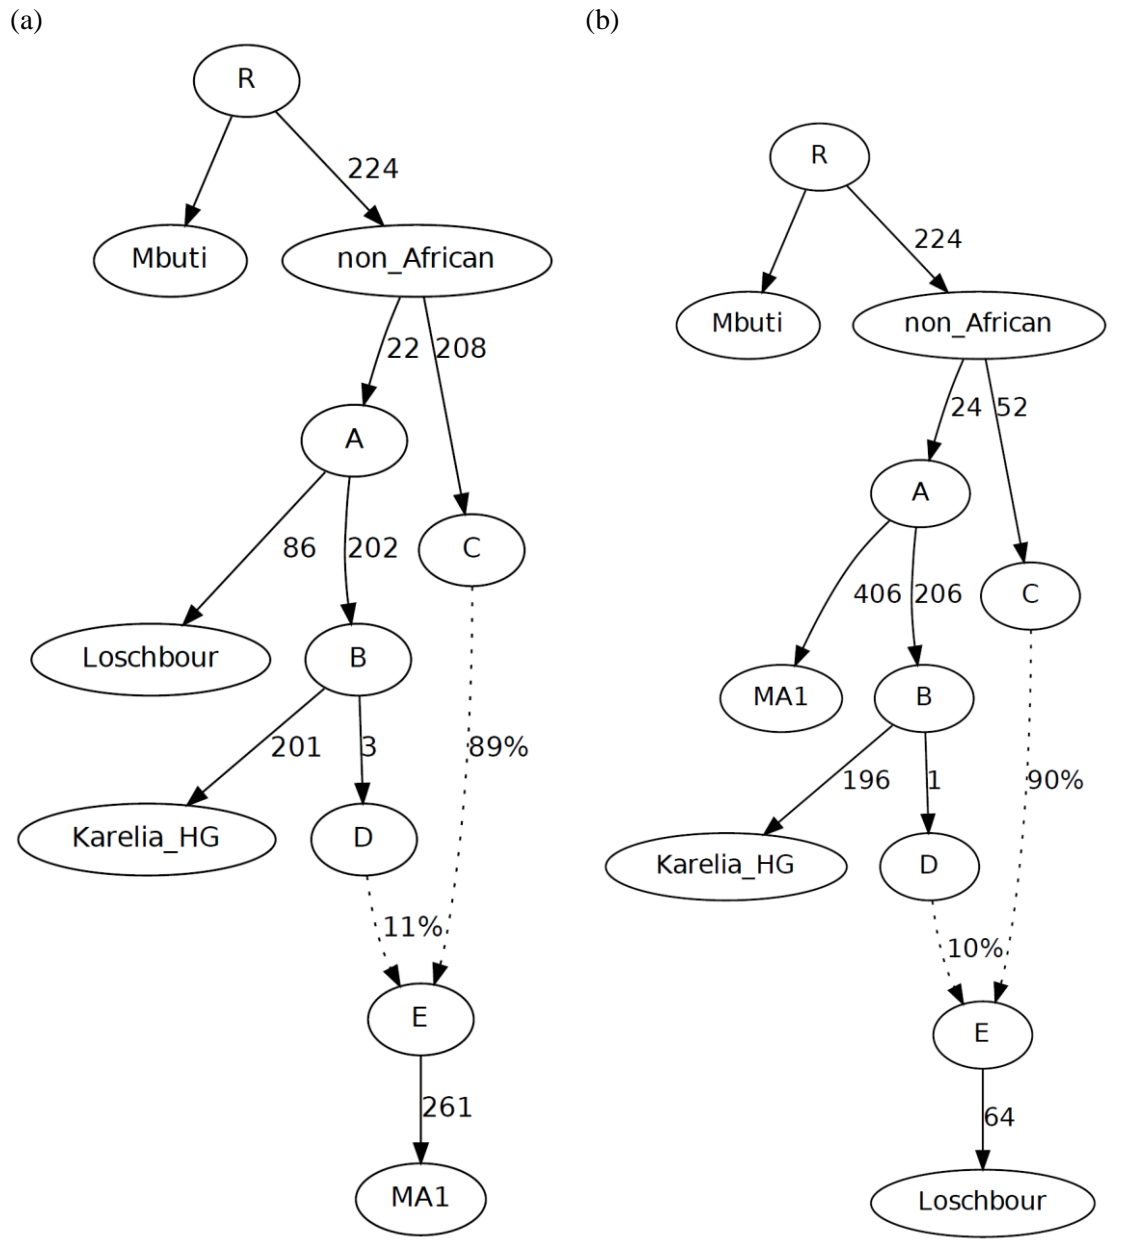 (a)
R
224
Mbuti
non_African
22
208
A
86
202
C
Loschbour
B
201
3
89%
Karelia_HG
D
11%
E
261
MA1
(b)
R
224
Mbuti
non_African
24
52
A
406
206
C
MA1
B
196
1
90%
Karelia_HG
D
10%
E
64
Loschbour